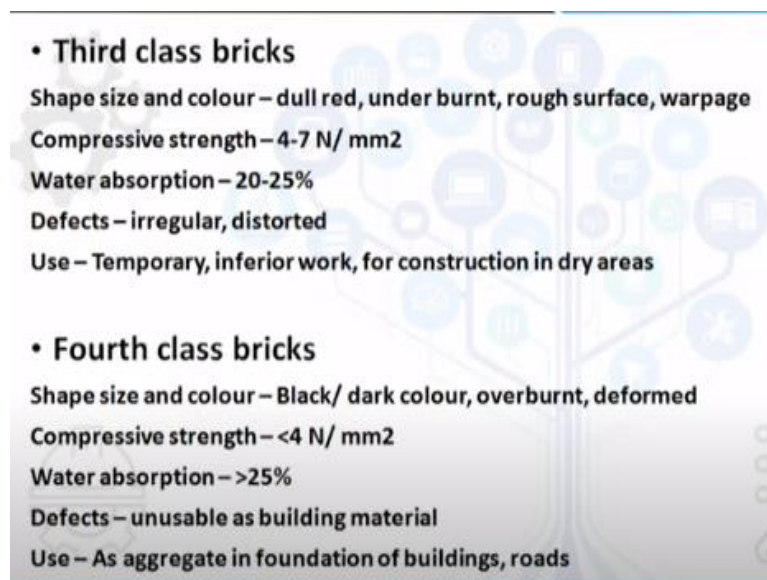 • Third class bricks
Shape size and colour – dull red, under burnt, rough surface, warpage
Compressive strength – 4-7 N/ mm2
Water absorption – 20-25%
Defects – irregular, distorted
Use – Temporary, inferior work, for construction in dry areas
• Fourth class bricks
Shape size and colour – Black/ dark colour, overburnt, deformed
Compressive strength – <4 N/ mm2
Water absorption – >25%
Defects – unusable as building material
Use – As aggregate in foundation of buildings, roads